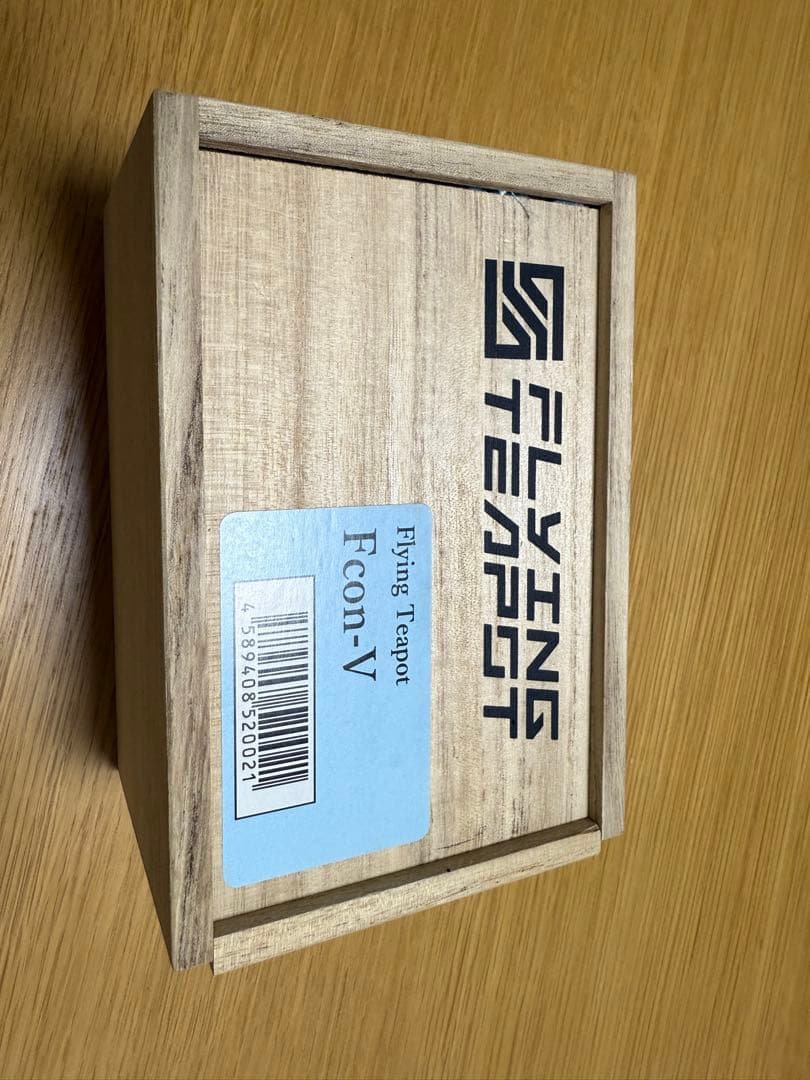 FLYING
TEAPOT
Flying Teapot
Fcon-V
4 589408 520021